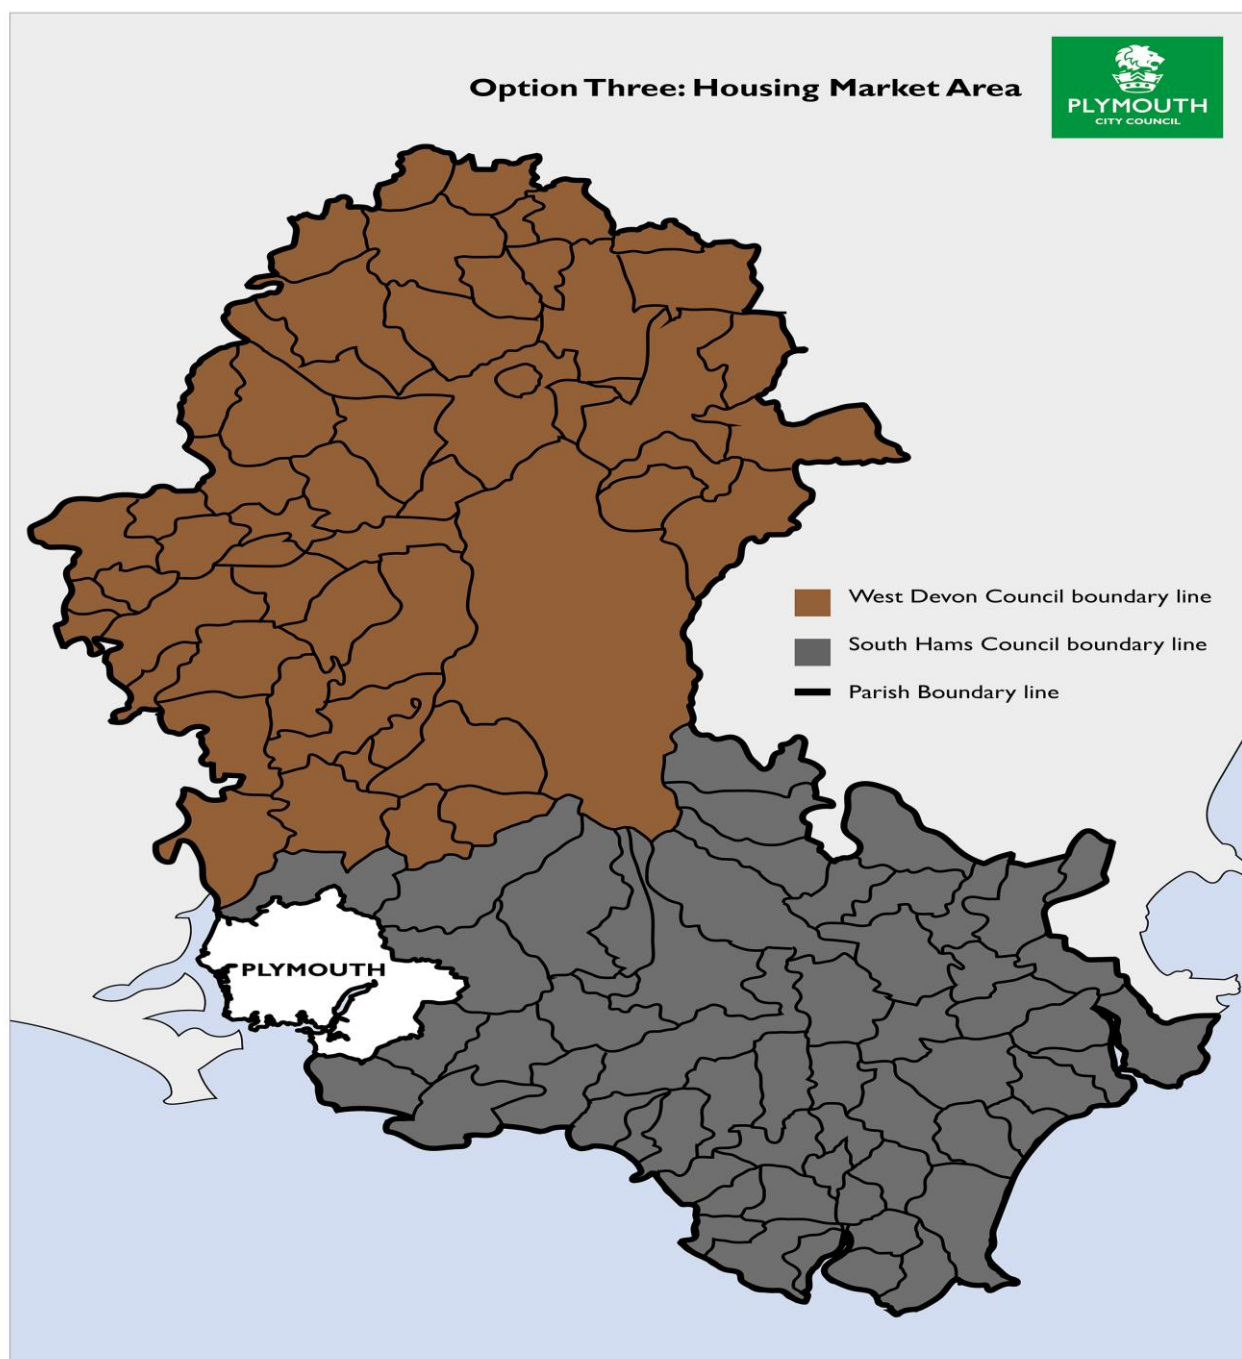 Option Three: Housing Market Area
PLYMOUTH
CITY COUNCIL
West Devon Council boundary line
South Hams Council boundary line
Parish Boundary line
PLYMOUTH